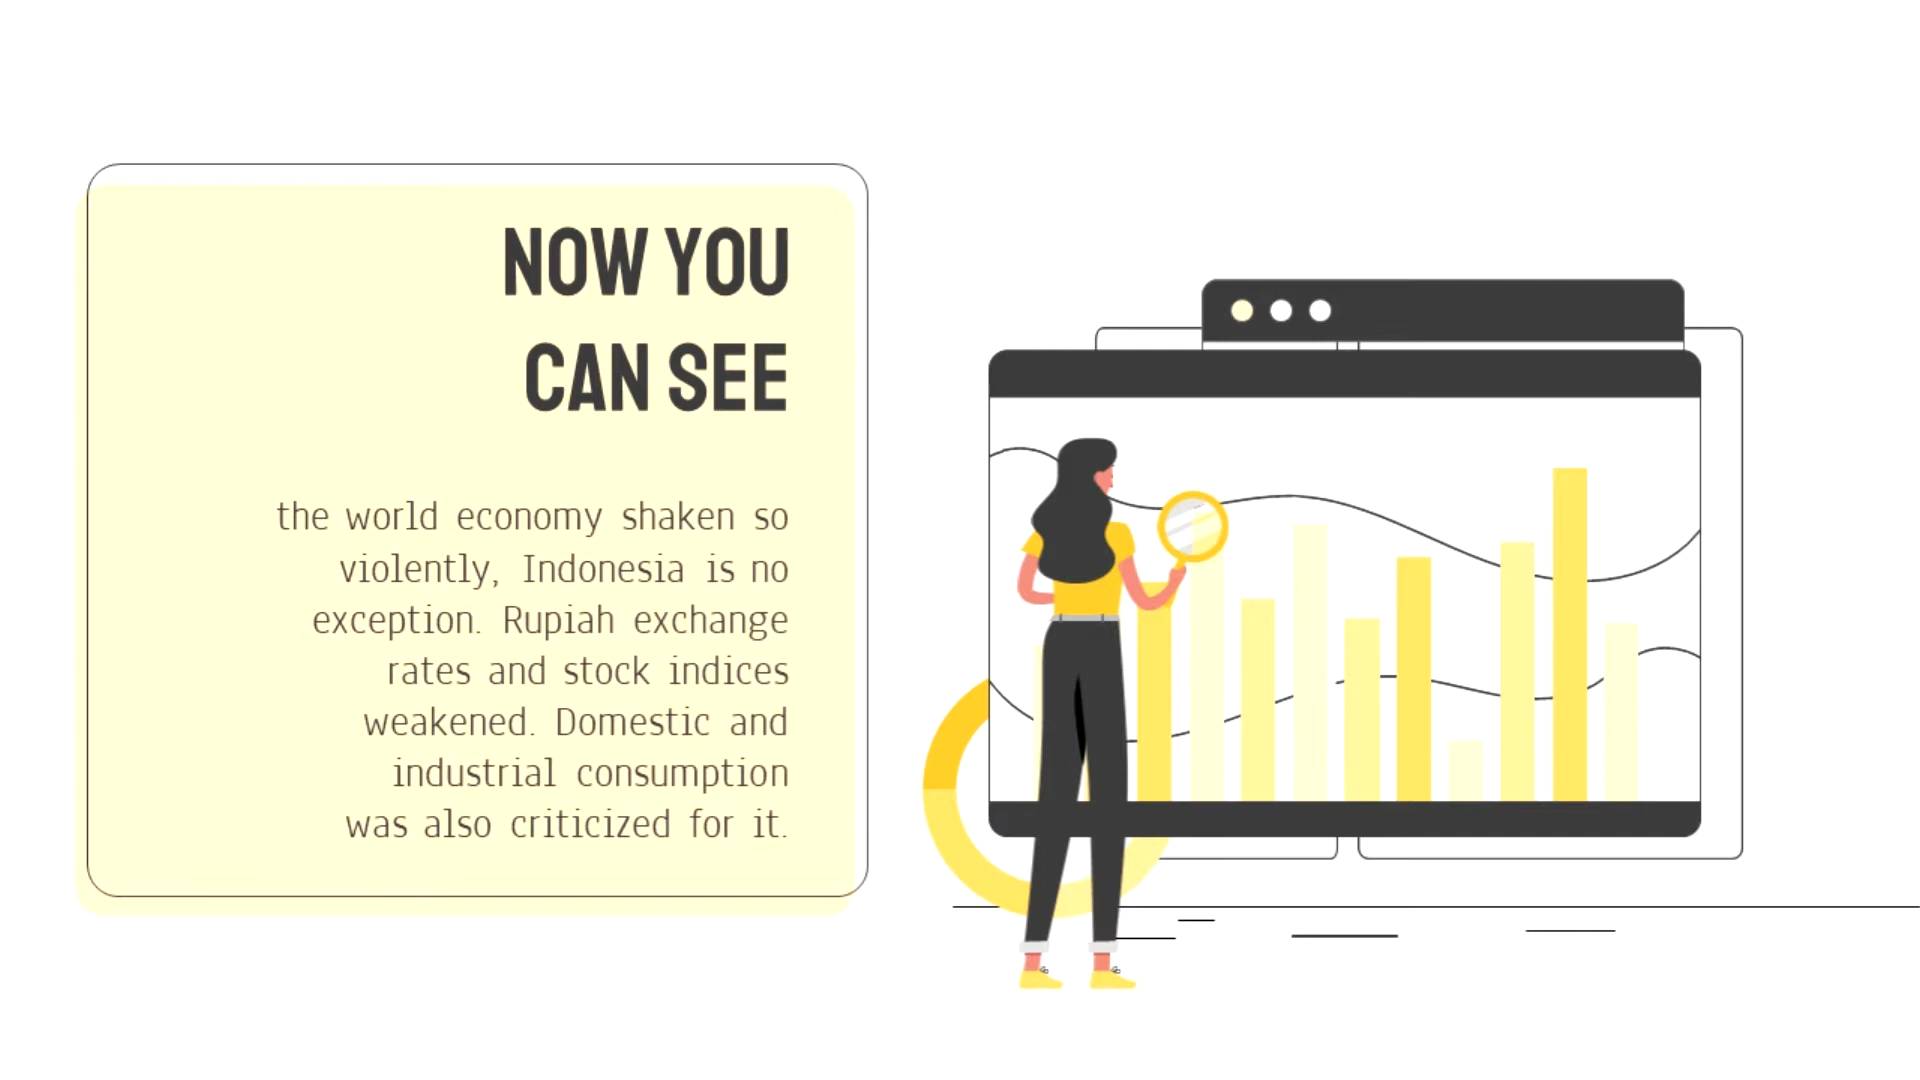 NOW YOU
CAN SEE
the world economy shaken so
violently, Indonesia is no
exception. Rupiah exchange
rates and stock indices
weakened. Domestic and
industrial consumption
was also criticized for it.